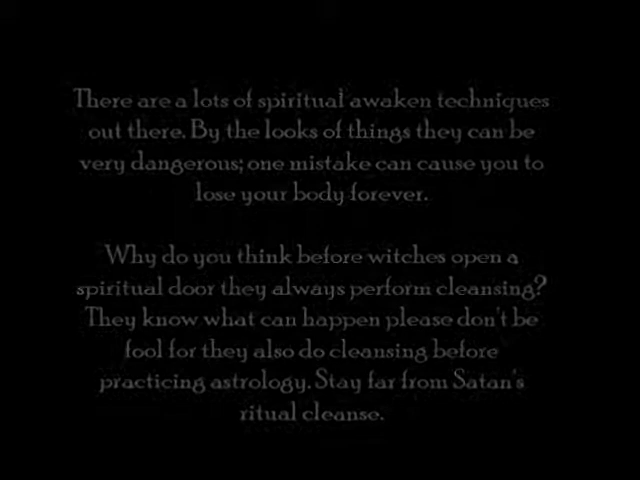 There are a lots of spiritual awaken techniques
out there. By the looks of things they can be
very dangerous; one mistake can cause you to
lose your body forever.
Why do you think before witches open a
spiritual door they always perform cleansing?
They know what can happen please don't be
fool for they also do cleansing before
practicing astrology. Stay far from Satan's
ritual cleanse.